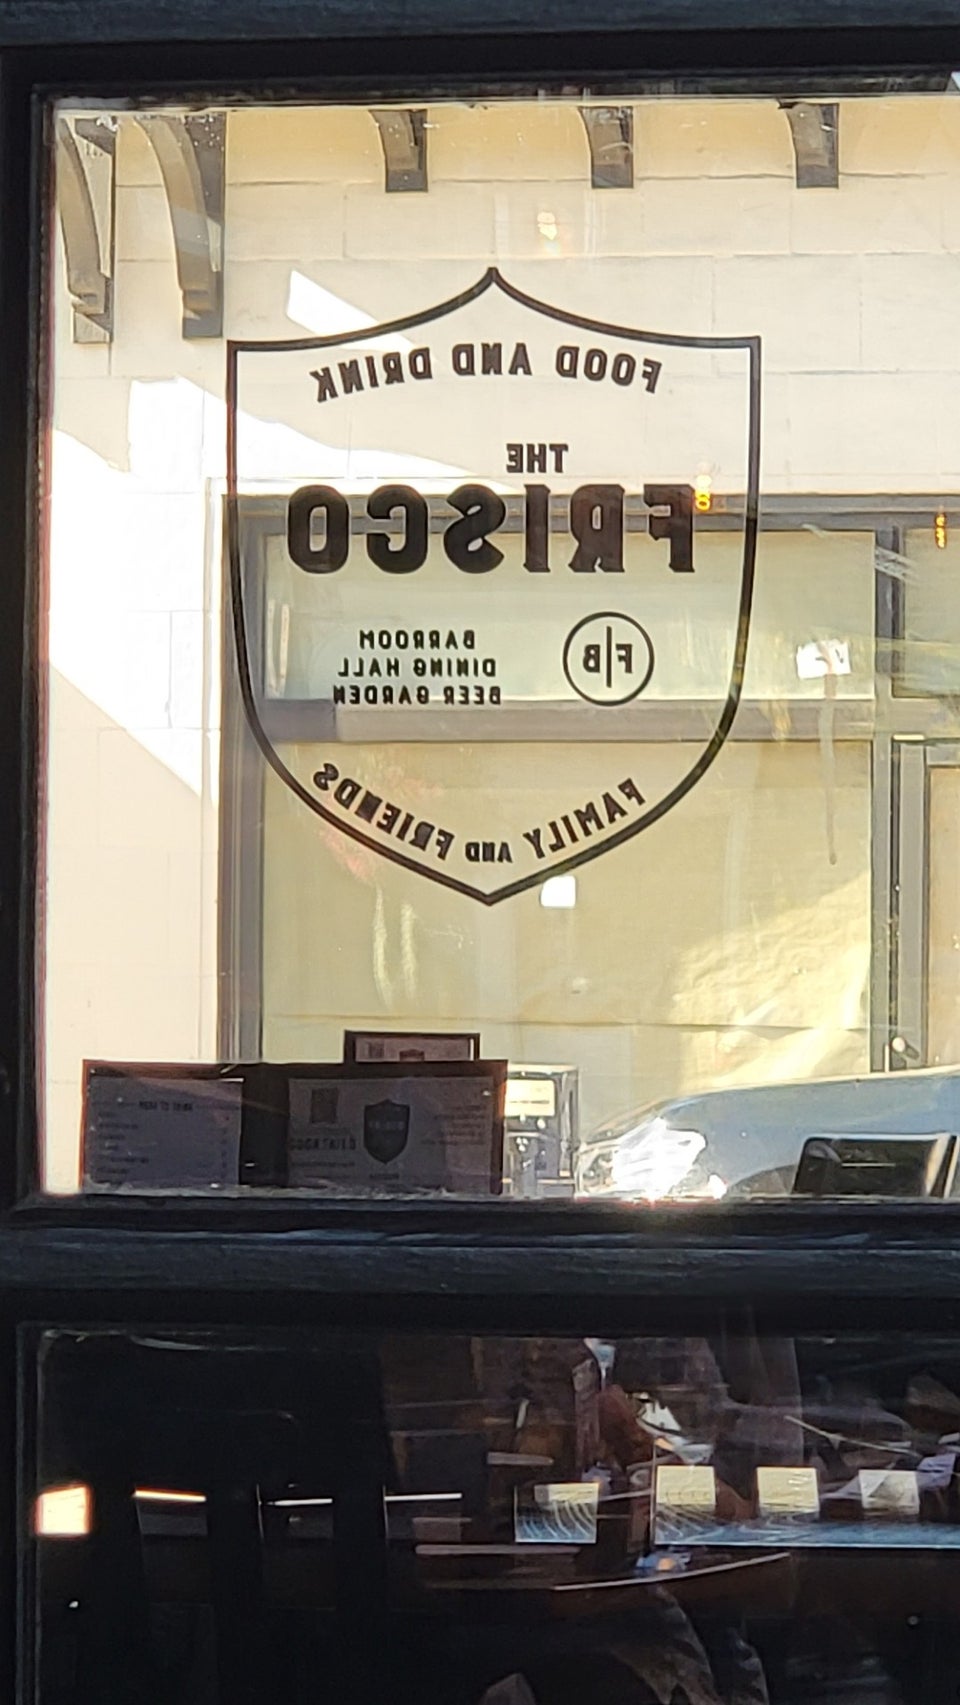 FOOD AND DRINK
THE
FRISCO
F|B
BARROOM
DINING HALL
BEER GARDEN
FAMILY AND FRIENDS